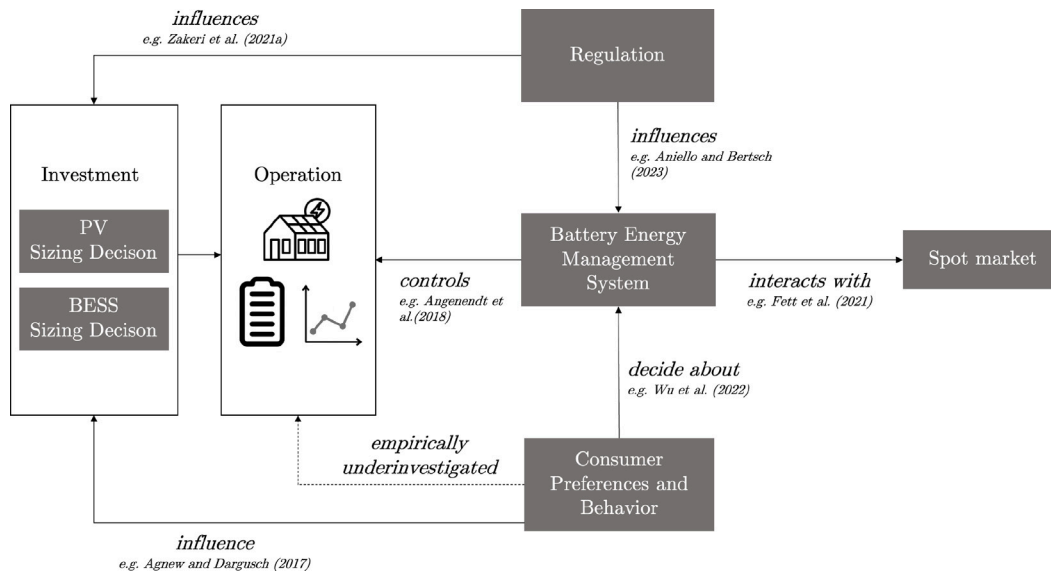 influences
e.g. Zakeri et al. (2021a)
Regulation
influences
e.g. Aniello and Bertsch
(2023)
Investment
PV
Sizing Decison
BESS
Sizing Decison
Operation
controls
e.g. Angenendt et
al.(2018)
Battery Energy
Management
System
interacts with
e.g. Fett et al. (2021)
Spot market
decide about
e.g. Wu et al. (2022)
empirically
underinvestigated
Consumer
Preferences and
Behavior
influence
e.g. Agnew and Dargusch (2017)